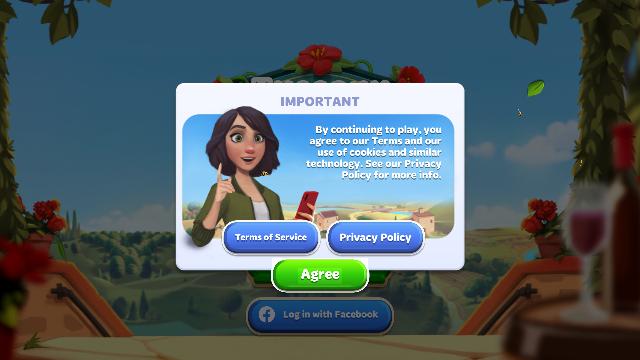 IMPORTANT
By continuing to play, you
agree to our Terms and our
use of cookies and similar
technology. See our Privacy
Policy for more info.
Terms of Service
Privacy Policy
Agree
Log in with Facebook